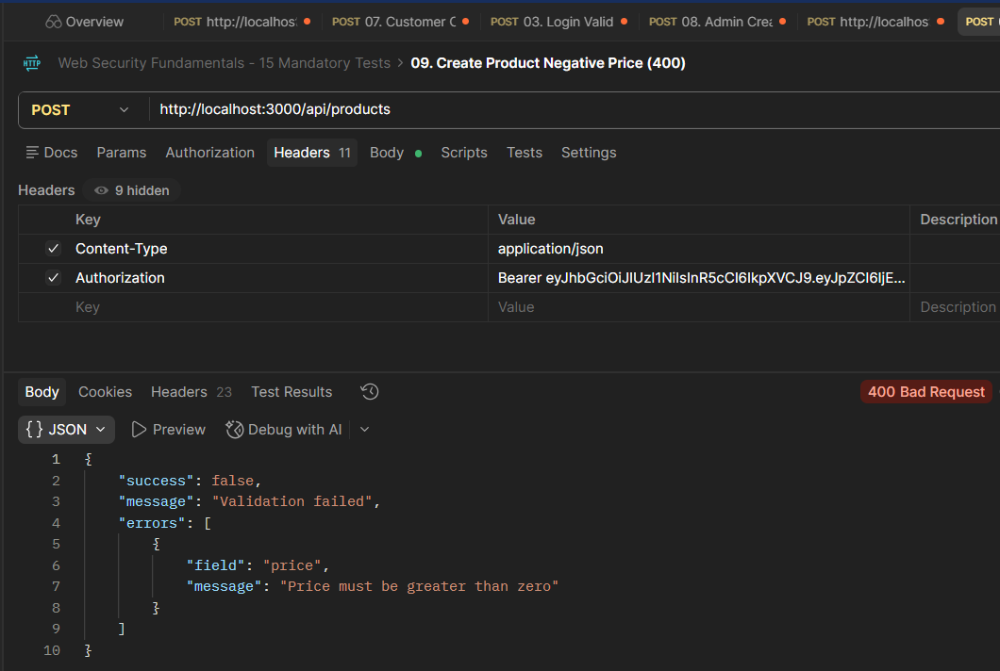 Overview POST http://localhos POST 07. Customer C POST 03. Login Valid POST 08. Admin Crea POST http://localhos POST
HTTP Web Security Fundamentals - 15 Mandatory Tests > 09. Create Product Negative Price (400)
POST http://localhost:3000/api/products
Docs Params Authorization Headers 11 Body Scripts Tests Settings
Headers 9 hidden
Key Value Description
Content-Type application/json
Authorization Bearer eyJhbGciOiJIUzI1NiIsInR5cCI6IkpXVCJ9.eyJpZCI6IjE...
Key Value Description
Body Cookies Headers 23 Test Results 400 Bad Request
{} JSON Preview Debug with AI
1 {
2 "success": false,
3 "message": "Validation failed",
4 "errors": [
5 {
6 "field": "price",
7 "message": "Price must be greater than zero"
8 }
9 ]
10 }